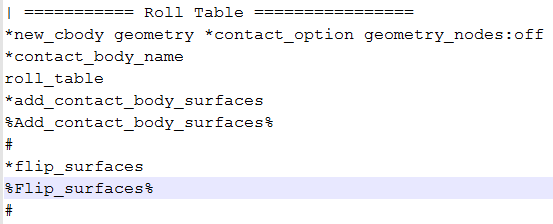 | =========== Roll Table ================
*new_cbody geometry *contact_option geometry_nodes:off
*contact_body_name
roll_table
*add_contact_body_surfaces
%Add_contact_body_surfaces%
#
*flip_surfaces
%Flip_surfaces%
#